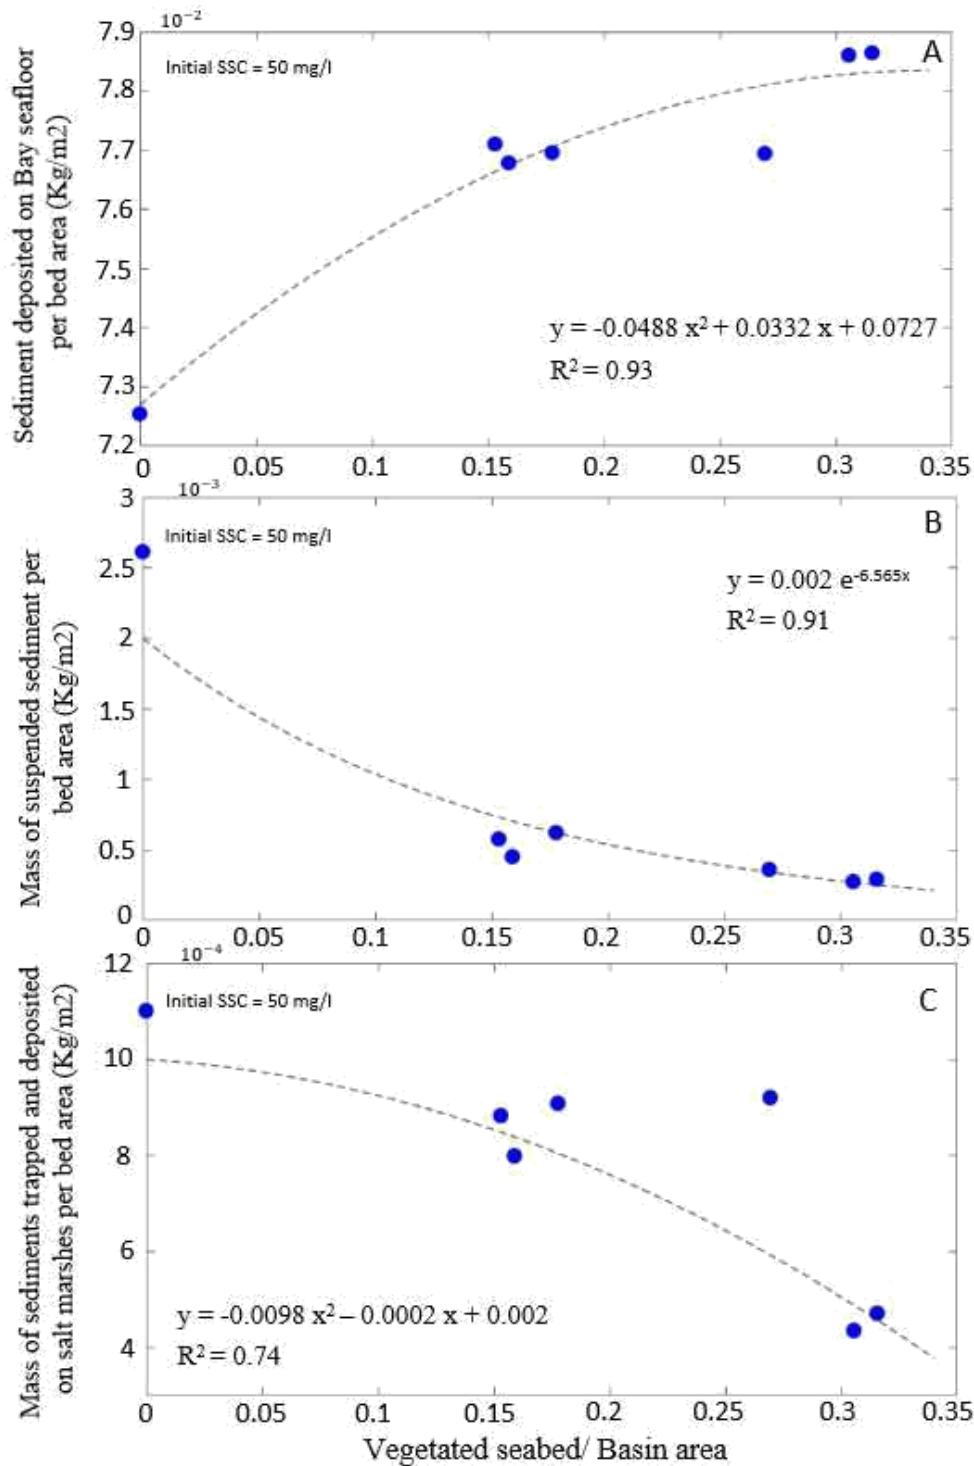 10⁻²
7.9
7.8
7.7
7.6
7.5
7.4
7.3
7.2
Sediment deposited on Bay seafloor
per bed area (Kg/m2)
Initial SSC = 50 mg/l
A
y = -0.0488 x² + 0.0332 x + 0.0727
R² = 0.93
0 0.05 0.1 0.15 0.2 0.25 0.3 0.35
10⁻³
3
2.5
2
1.5
1
0.5
0
Mass of suspended sediment per
bed area (Kg/m2)
Initial SSC = 50 mg/l
B
y = 0.002 e^-6.565x
R² = 0.91
0 0.05 0.1 0.15 0.2 0.25 0.3 0.35
10⁻⁴
12
10
8
6
4
Mass of sediments trapped and deposited
on salt marshes per bed area (Kg/m2)
Initial SSC = 50 mg/l
C
y = -0.0098 x² – 0.0002 x + 0.002
R² = 0.74
0 0.05 0.1 0.15 0.2 0.25 0.3 0.35
Vegetated seabed/ Basin area